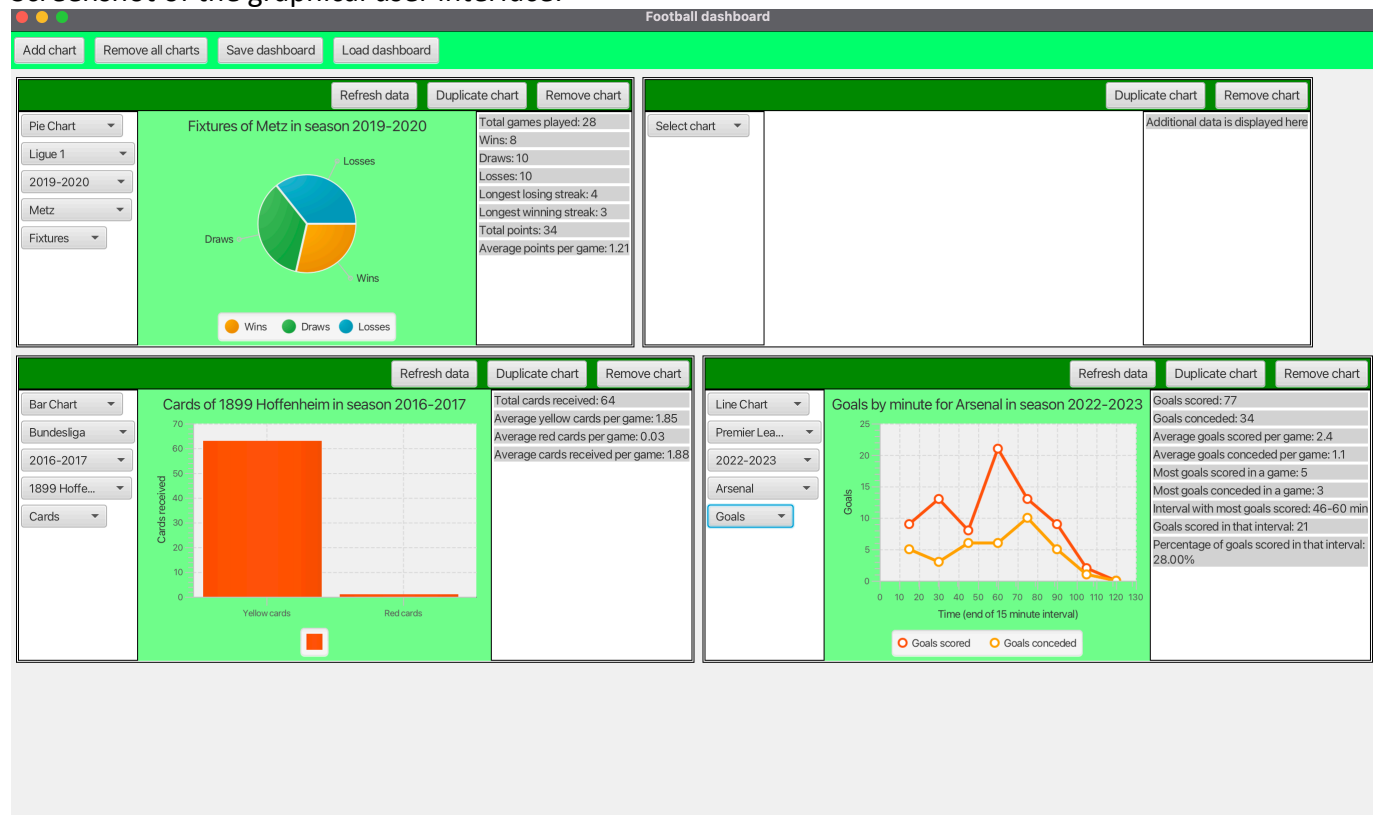 Screenshot of the graphical user interface:
Football dashboard
Add chart Remove all charts Save dashboard Load dashboard
Refresh data Duplicate chart Remove chart
Pie Chart
Ligue 1
2019-2020
Metz
Fixtures
Fixtures of Metz in season 2019-2020
Losses
Draws
Wins
Wins Draws Losses
Total games played: 28
Wins: 8
Draws: 10
Losses: 10
Longest losing streak: 4
Longest winning streak: 3
Total points: 34
Average points per game: 1.21
Duplicate chart Remove chart
Select chart
Additional data is displayed here
Refresh data Duplicate chart Remove chart
Bar Chart
Bundesliga
2016-2017
1899 Hoffe...
Cards
Cards of 1899 Hoffenheim in season 2016-2017
Cards received
70
60
50
40
30
20
10
0
Yellow cards Red cards
Total cards received: 64
Average yellow cards per game: 1.85
Average red cards per game: 0.03
Average cards received per game: 1.88
Refresh data Duplicate chart Remove chart
Line Chart
Premier Lea...
2022-2023
Arsenal
Goals
Goals by minute for Arsenal in season 2022-2023
Goals
25
20
15
10
5
0
0 10 20 30 40 50 60 70 80 90 100 110 120 130
Time (end of 15 minute interval)
Goals scored Goals conceded
Goals scored: 77
Goals conceded: 34
Average goals scored per game: 2.4
Average goals conceded per game: 1.1
Most goals scored in a game: 5
Most goals conceded in a game: 3
Interval with most goals scored: 46-60 min
Goals scored in that interval: 21
Percentage of goals scored in that interval:
28.00%